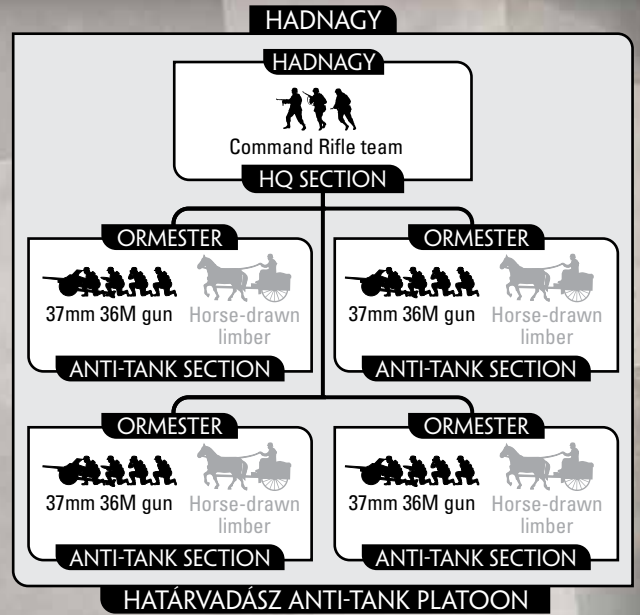 HADNAGY
HADNAGY
Command Rifle team
HQ SECTION
ORMESTER
37mm 36M gun
Horse-drawn
limber
ANTI-TANK SECTION
ORMESTER
37mm 36M gun
Horse-drawn
limber
ANTI-TANK SECTION
ORMESTER
37mm 36M gun
Horse-drawn
limber
ANTI-TANK SECTION
ORMESTER
37mm 36M gun
Horse-drawn
limber
ANTI-TANK SECTION
HATÁRVADÁSZ ANTI-TANK PLATOON